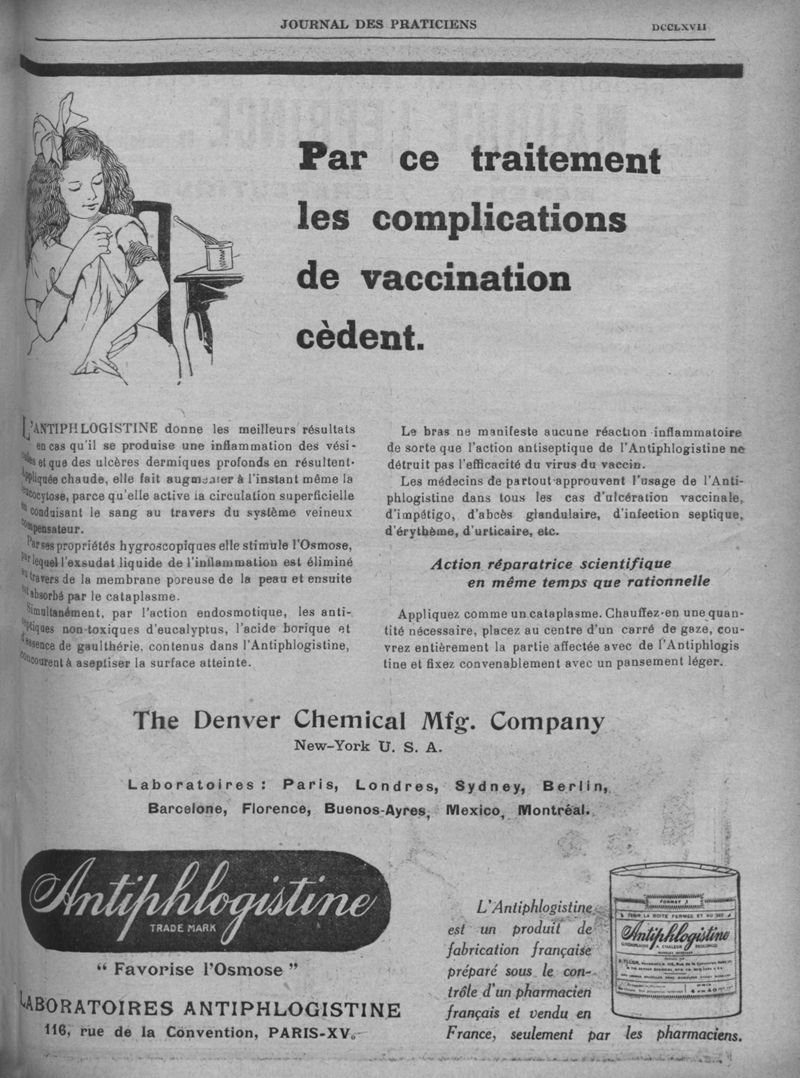 JOURNAL DES PRATICIENS
DCCLXVII
Par ce traitement
les complications
de vaccination
cèdent.
L'ANTIPHLOGISTINE donne les meilleurs résultats
en cas qu'il se produise une inflammation des vési-
cules et que des ulcères dermiques profonds en résultent.
Appliquée chaude, elle fait augmenter à l'instant même la
leucocytose, parce qu'elle active la circulation superficielle
en conduisant le sang au travers du système veineux
compensateur.
Par ses propriétés hygroscopiques elle stimule l'Osmose,
par lequel l'exsudat liquide de l'inflammation est éliminé
au travers de la membrane poreuse de la peau et ensuite
est absorbé par le cataplasme.
Simultanément, par l'action endosmotique, les anti-
septiques non toxiques d'eucalyptus, l'acide borique et
l'essence de gaulthérie, contenus dans l'Antiphlogistine,
concourent à aseptiser la surface atteinte.
Le bras ne manifeste aucune réaction inflammatoire
de sorte que l'action antiseptique de l'Antiphlogistine ne
détruit pas l'efficacité du virus du vaccin.
Les médecins de partout approuvent l'usage de l'Anti-
phlogistine dans tous les cas d'ulcération vaccinale,
d'impétigo, d'abcès glandulaire, d'infection septique,
d'érythème, d'urticaire, etc.
Action réparatrice scientifique
en même temps que rationnelle
Appliquez comme un cataplasme. Chauffez-en une quan-
tité nécessaire, placez au centre d'un carré de gaze, cou-
vrez entièrement la partie affectée avec de l'Antiphlogis
tine et fixez convenablement avec un pansement léger.
The Denver Chemical Mfg. Company
New-York U. S. A.
Laboratoires : Paris, Londres, Sydney, Berlin,
Barcelone, Florence, Buenos-Ayres, Mexico, Montréal.
Antiphlogistine
TRADE MARK
“ Favorise l'Osmose ”
LABORATOIRES ANTIPHLOGISTINE
116, rue de la Convention, PARIS-XVe
L'Antiphlogistine
est un produit de
fabrication française
préparé sous le con-
trôle d'un pharmacien
français et vendu en
France, seulement par les pharmaciens.
FORMAT
TENIR LA BOITE FERMÉE ET AU SEC
Antiphlogistine